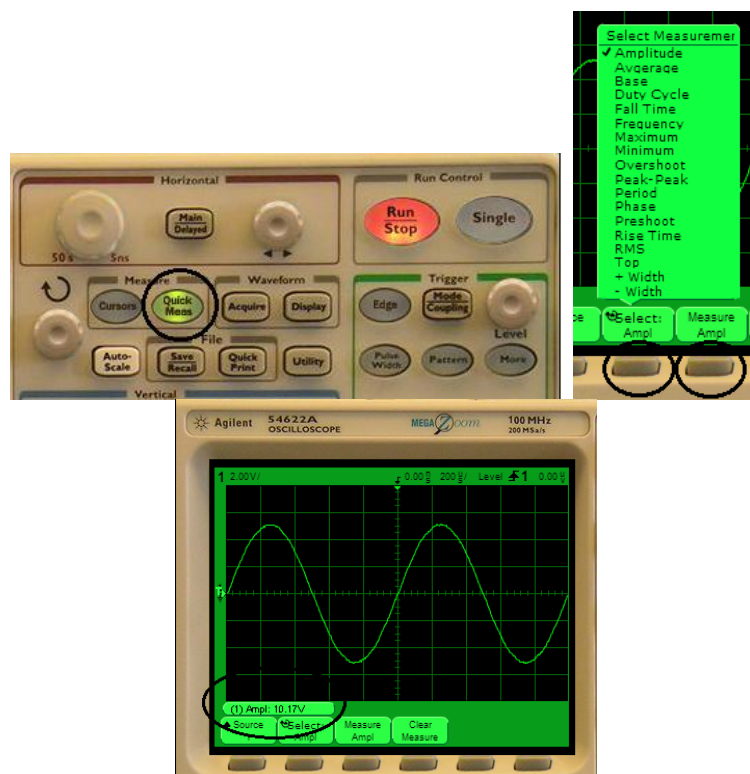 Horizontal
Run Control
Main
Delayed
Run
Stop
Single
50 s 5ns
Measure
Waveform
Trigger
Cursors
Quick
Meas
Acquire
Display
Edge
Mode
Coupling
File
Level
Auto-
Scale
Save
Recall
Quick
Print
Utility
Pulse
Width
Pattern
More
Vertical
Select Measuremer
✓ Amplitude
Avqerage
Base
Duty Cycle
Fall Time
Frequency
Maximum
Minimum
Overshoot
Peak-Peak
Period
Phase
Preshoot
Rise Time
RMS
Top
+ Width
- Width
ce
Select:
Ampl
Measure
Ampl
Agilent 54622A
OSCILLOSCOPE
MEGA Zoom
100 MHz
200 MSa/s
1 2.00V/ 0.00 200 / Level 1 0.00
(1) Ampl: 10.17V
Source
Select:
Ampl
Measure
Ampl
Clear
Measure